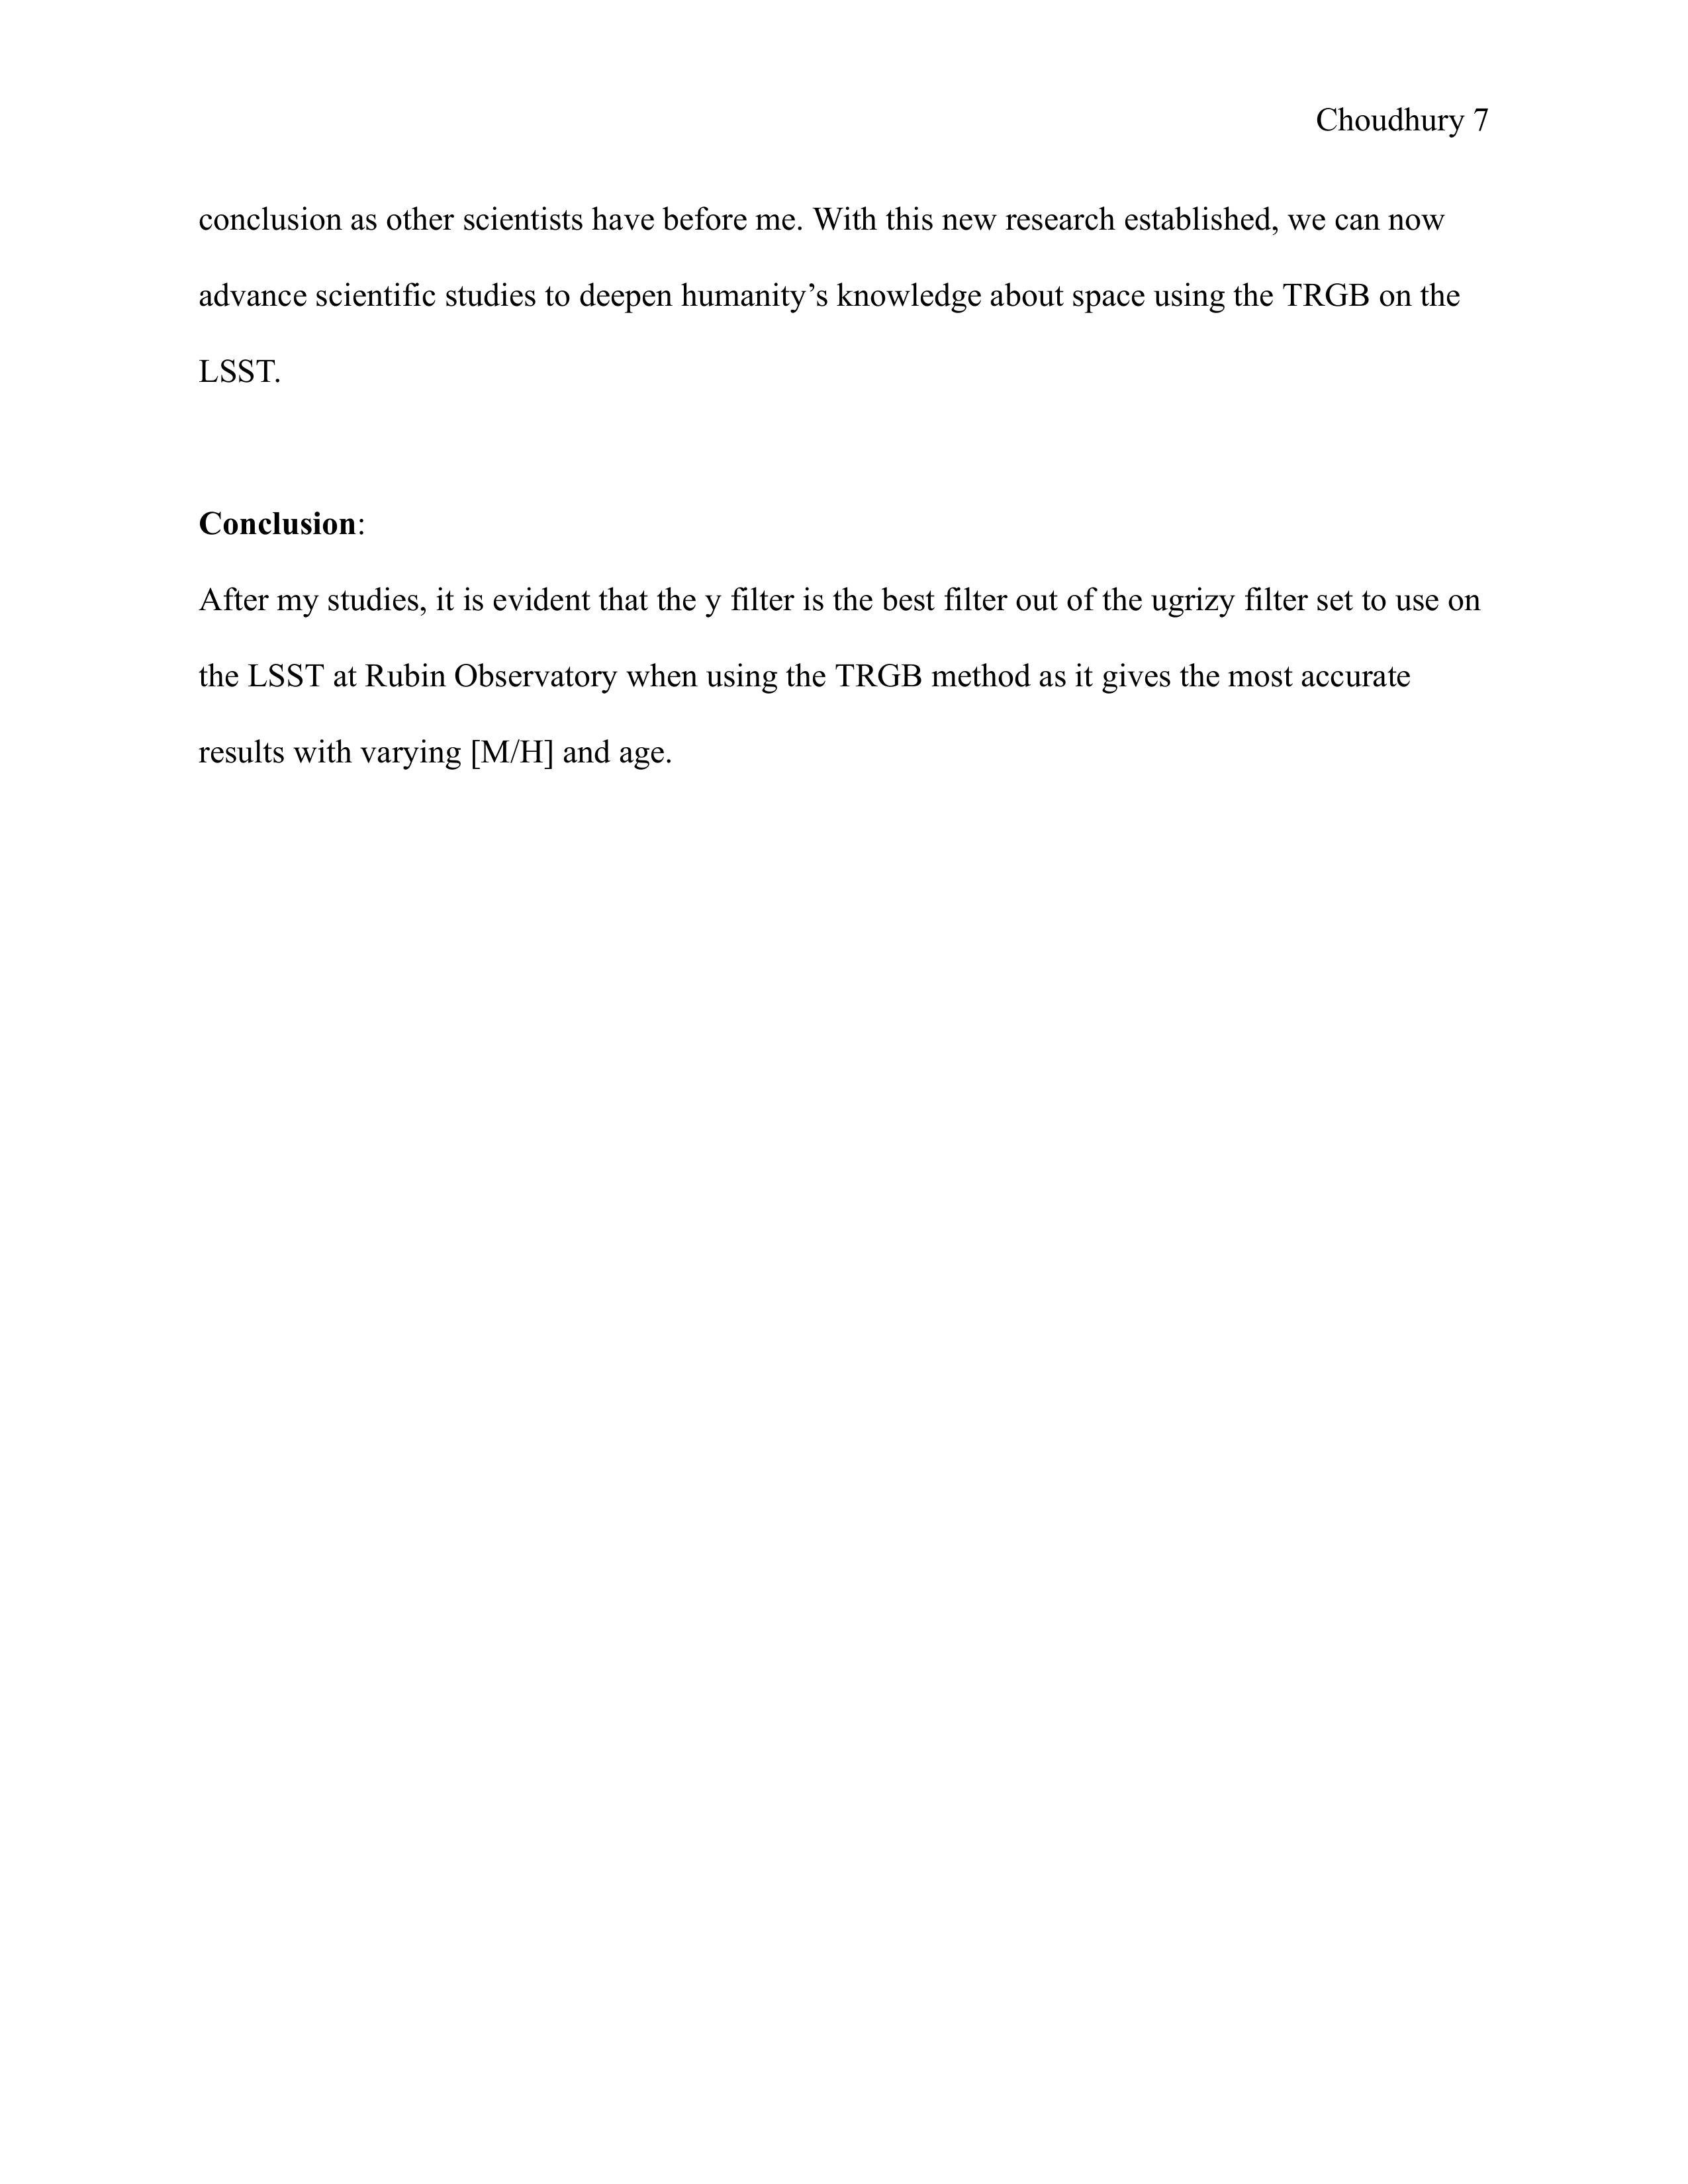 Choudhury 7
conclusion as other scientists have before me. With this new research established, we can now
advance scientific studies to deepen humanity’s knowledge about space using the TRGB on the
LSST.
Conclusion:
After my studies, it is evident that the y filter is the best filter out of the ugrizy filter set to use on
the LSST at Rubin Observatory when using the TRGB method as it gives the most accurate
results with varying [M/H] and age.